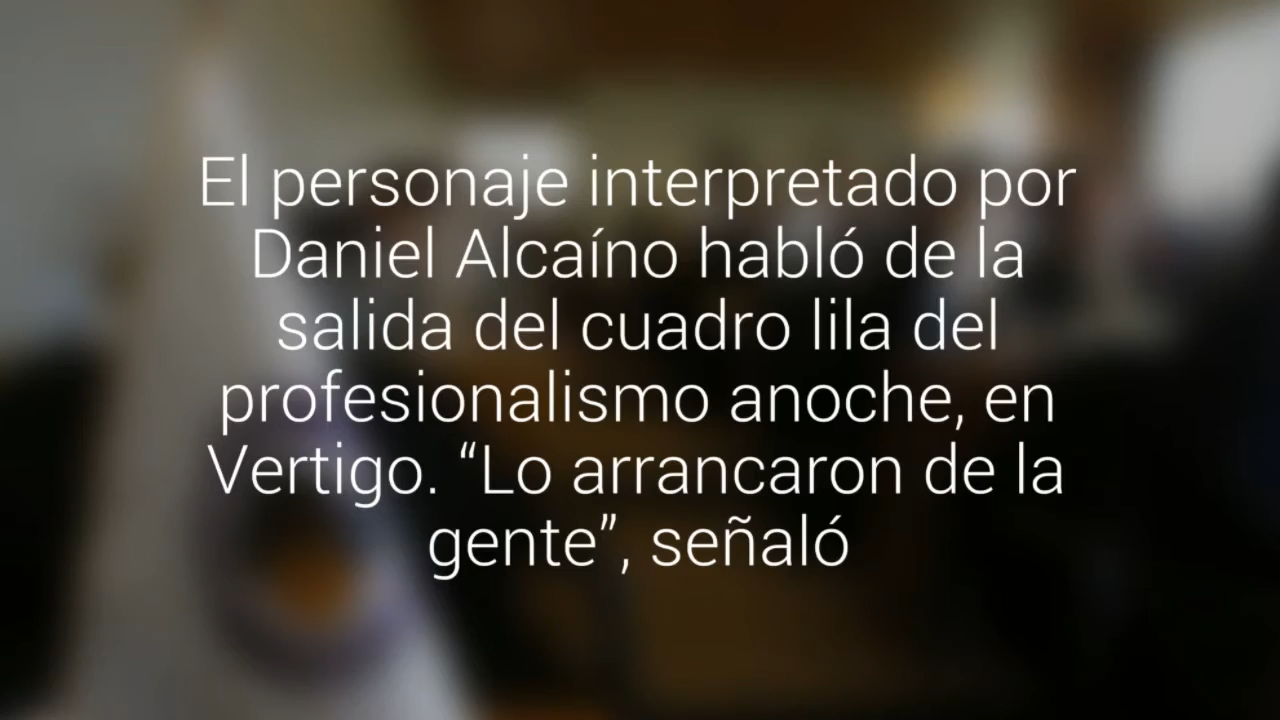 El personaje interpretado por
Daniel Alcaíno habló de la
salida del cuadro lila del
profesionalismo anoche, en
Vertigo. “Lo arrancaron de la
gente”, señaló